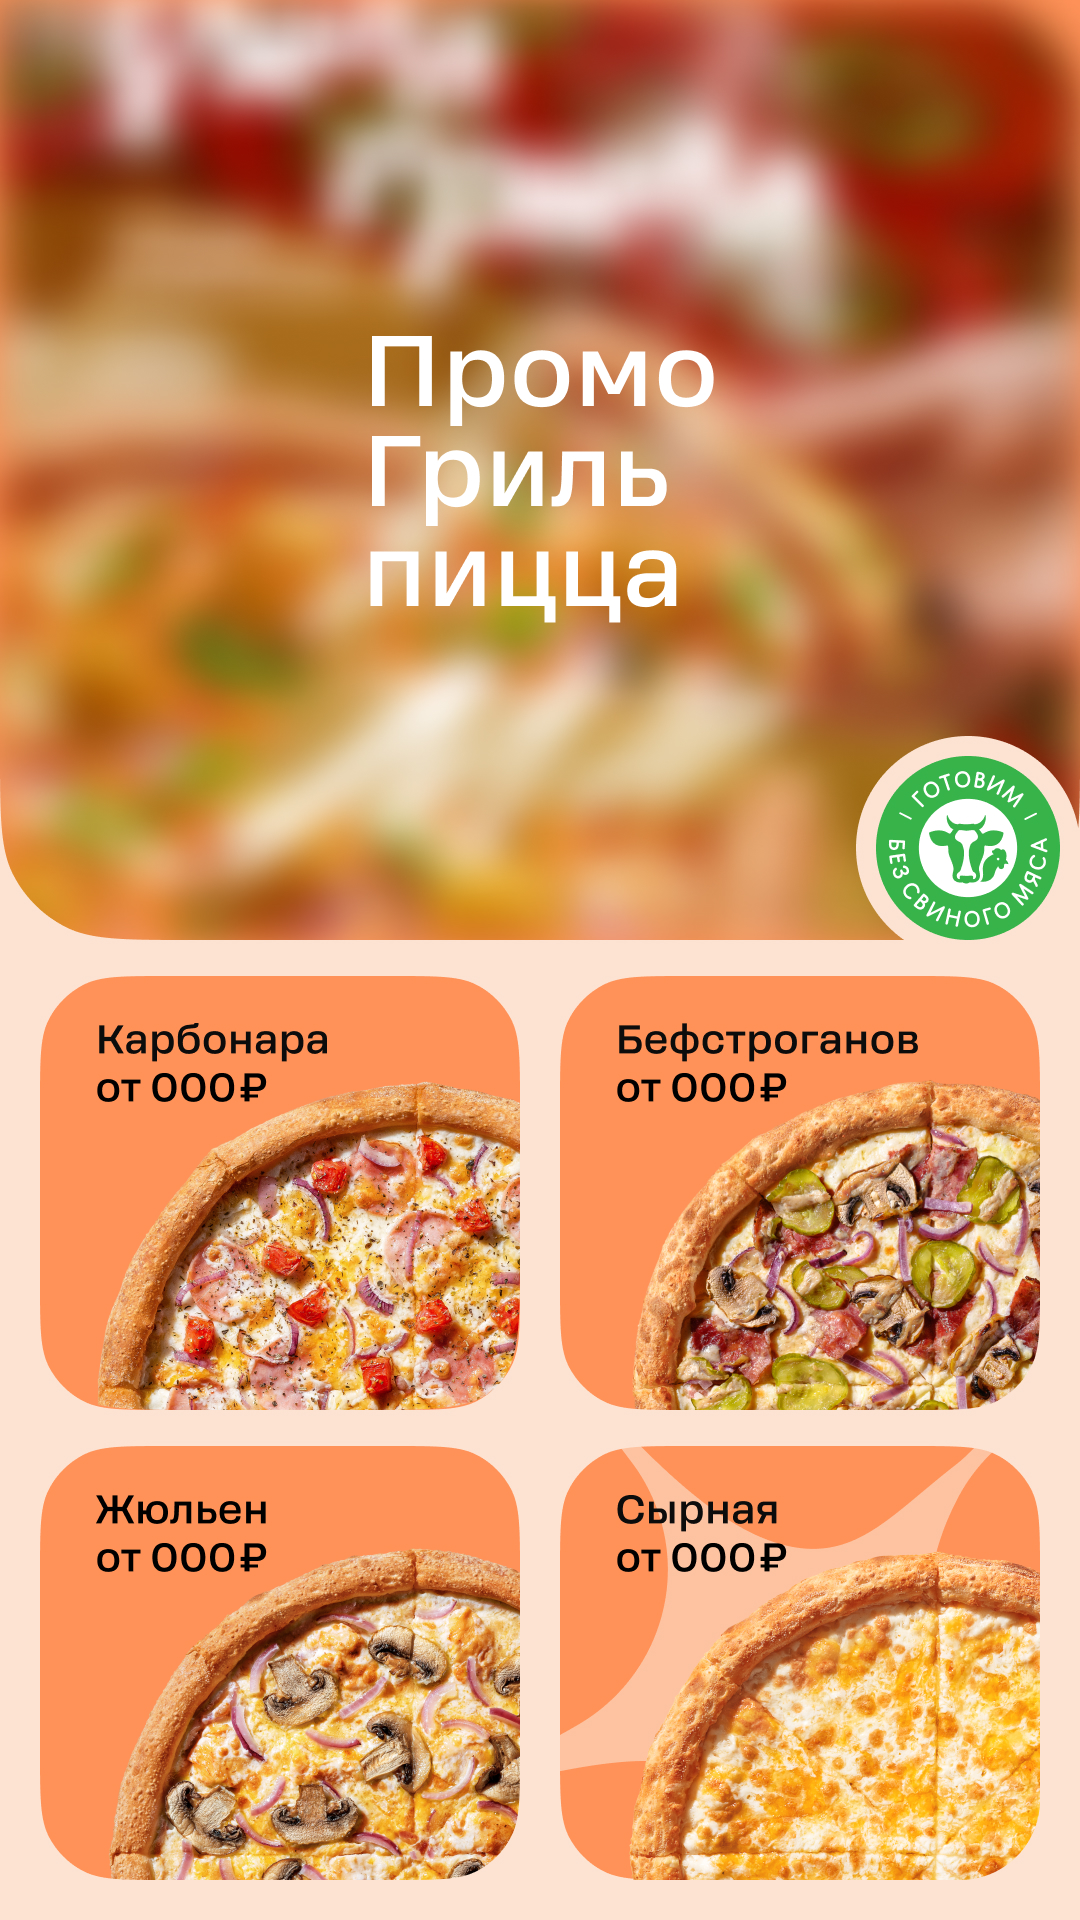 Промо
Гриль
пицца
ГОТОВИМ
БЕЗ СВИНОГО МЯСА
Карбонара
от 000₽
Бефстроганов
от 000₽
Жюльен
от 000₽
Сырная
от 000₽